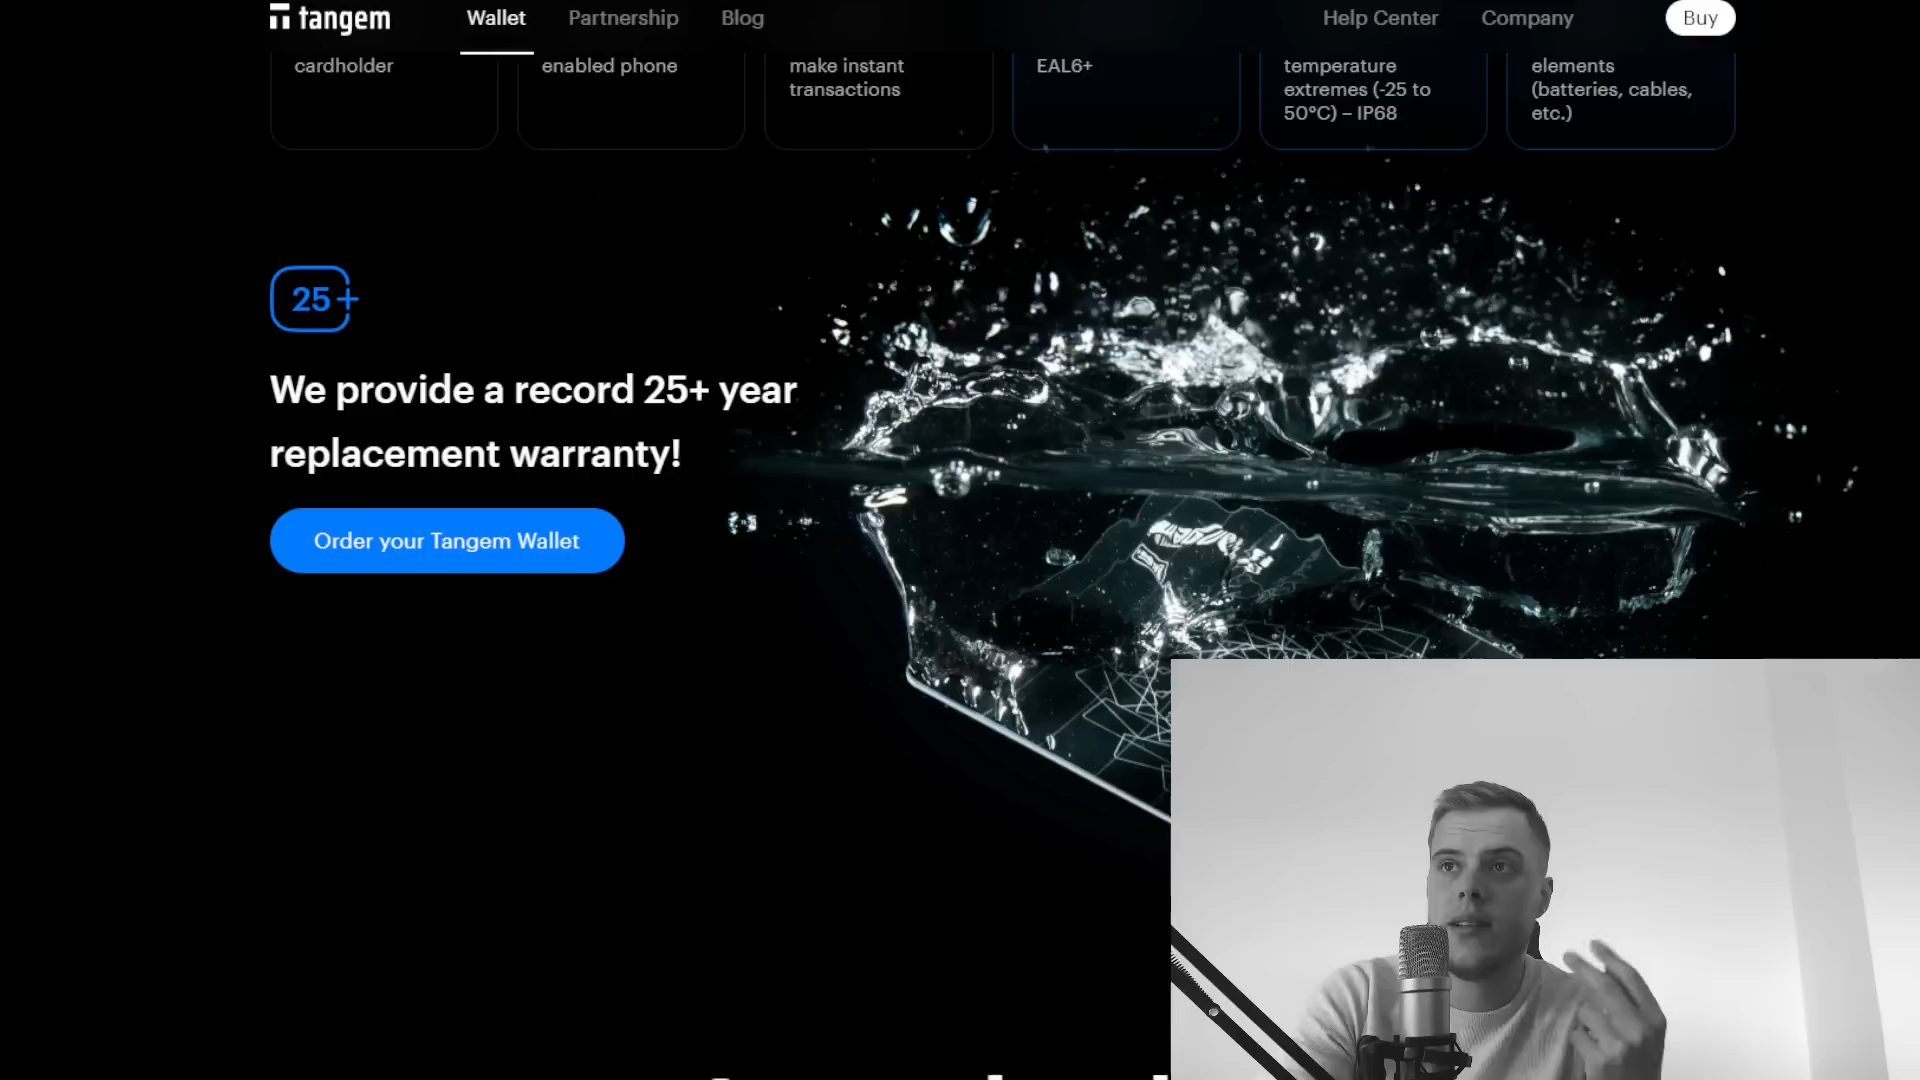 tangem
Wallet
Partnership
Blog
Help Center
Company
Buy
cardholder
enabled phone
make instant
transactions
EAL6+
temperature
extremes (-25 to
50°C) – IP68
elements
(batteries, cables,
etc.)
25+
We provide a record 25+ year
replacement warranty!
Order your Tangem Wallet